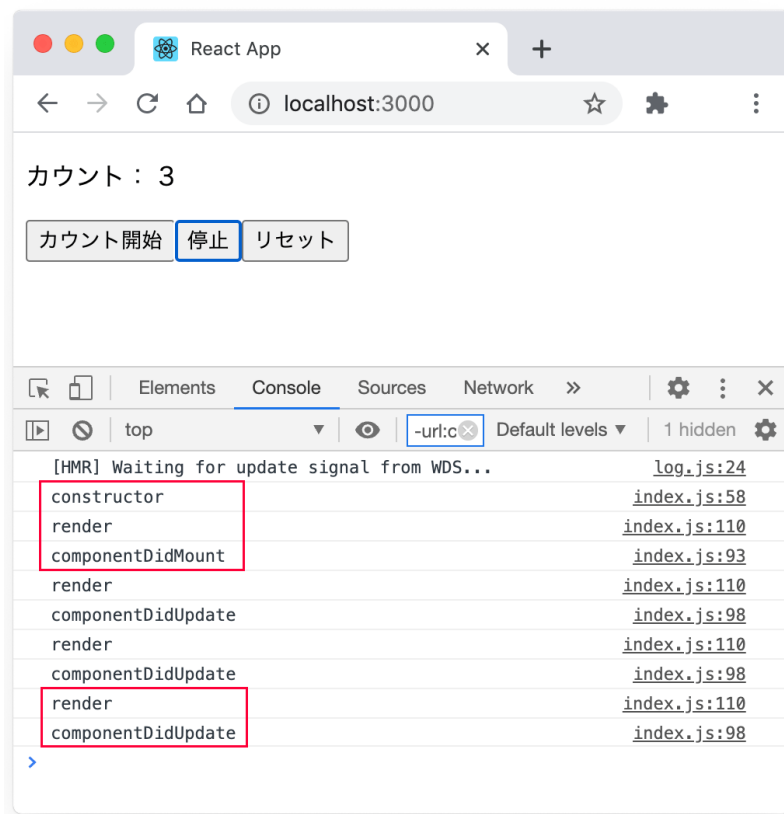 React App
localhost:3000
カウント： 3
カウント開始 停止 リセット
Elements Console Sources Network »
top -url:c Default levels ▼ 1 hidden
[HMR] Waiting for update signal from WDS... log.js:24
constructor index.js:58
render index.js:110
componentDidMount index.js:93
render index.js:110
componentDidUpdate index.js:98
render index.js:110
componentDidUpdate index.js:98
render index.js:110
componentDidUpdate index.js:98